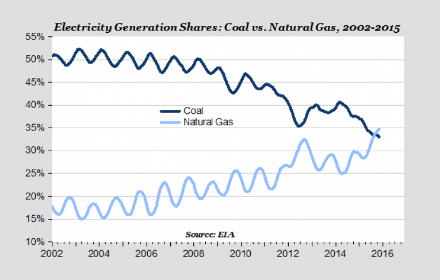 Electricity Generation Shares: Coal vs. Natural Gas, 2002-2015
55%
50%
45%
40%
35%
30%
25%
20%
15%
10%
Coal
Natural Gas
Source: EIA
2002 2004 2006 2008 2010 2012 2014 2016